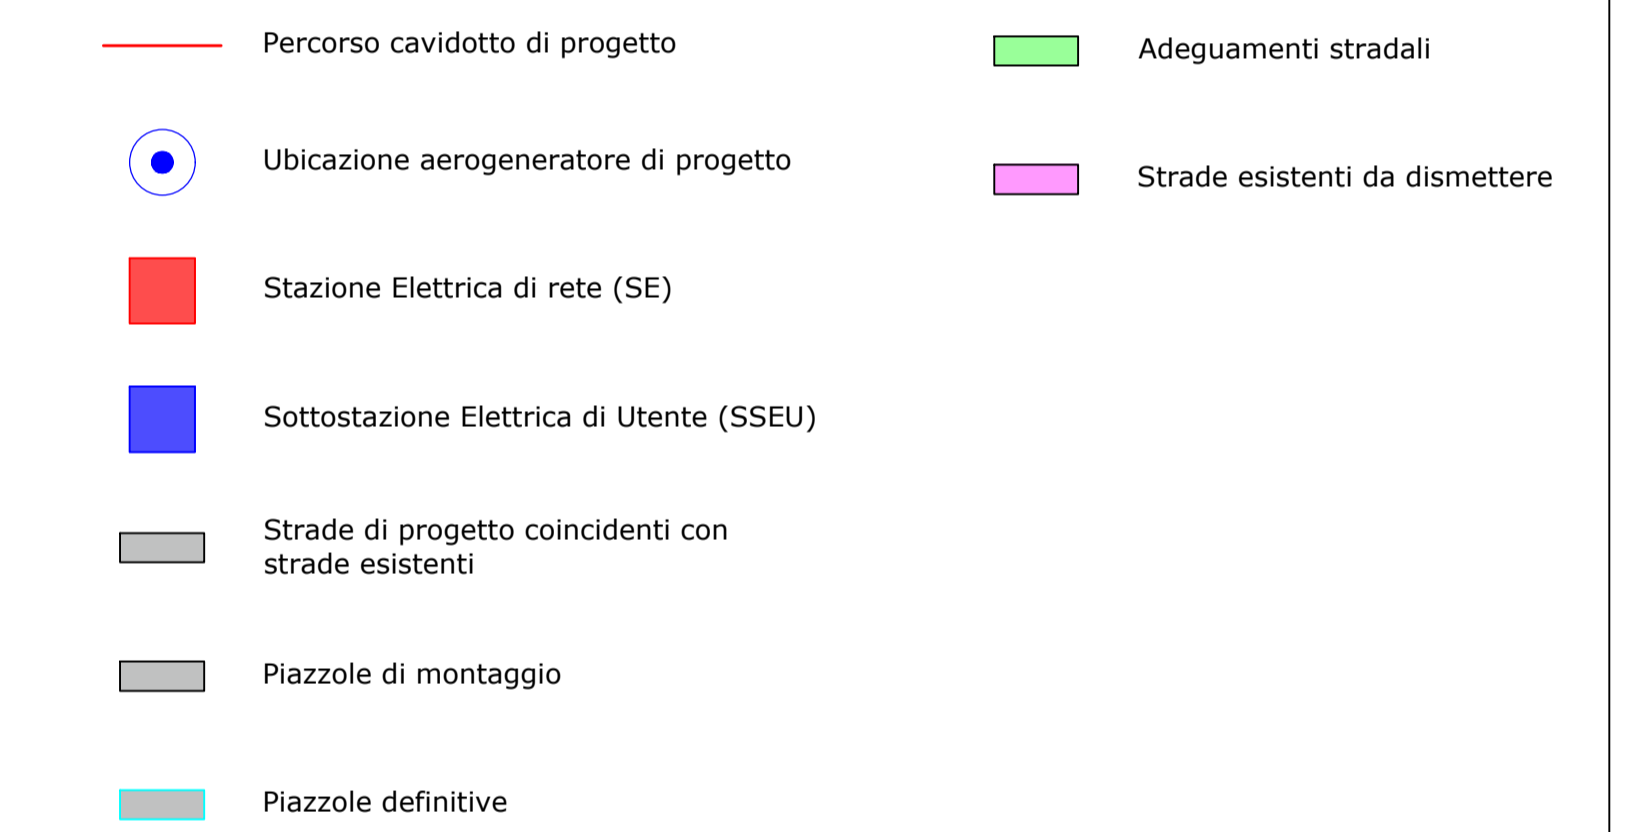 Percorso cavidotto di progetto
Ubicazione aerogeneratore di progetto
Stazione Elettrica di rete (SE)
Sottostazione Elettrica di Utente (SSEU)
Strade di progetto coincidenti con
strade esistenti
Piazzole di montaggio
Piazzole definitive
Adeguamenti stradali
Strade esistenti da dismettere